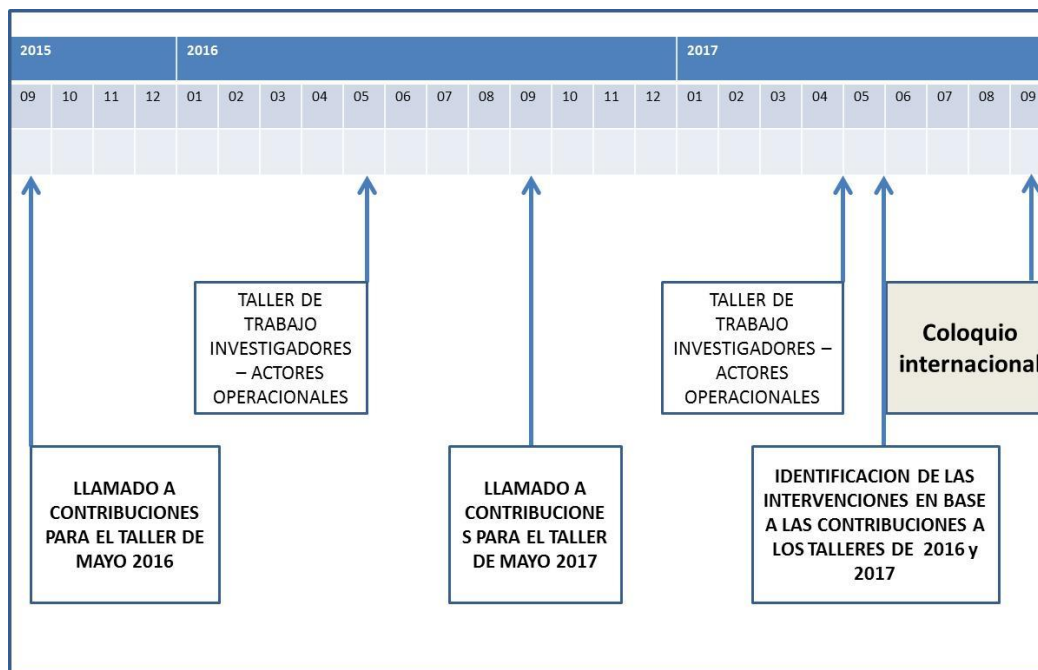 2015 2016 2017
09 10 11 12 01 02 03 04 05 06 07 08 09 10 11 12 01 02 03 04 05 06 07 08 09
TALLER DE
TRABAJO
INVESTIGADORES
– ACTORES
OPERACIONALES
TALLER DE
TRABAJO
INVESTIGADORES –
ACTORES
OPERACIONALES
Coloquio
internacional
LLAMADO A
CONTRIBUCIONES
PARA EL TALLER DE
MAYO 2016
LLAMADO A
CONTRIBUCIONE
S PARA EL TALLER
DE MAYO 2017
IDENTIFICACION DE LAS
INTERVENCIONES EN BASE
A LAS CONTRIBUCIONES A
LOS TALLERES DE 2016 y
2017